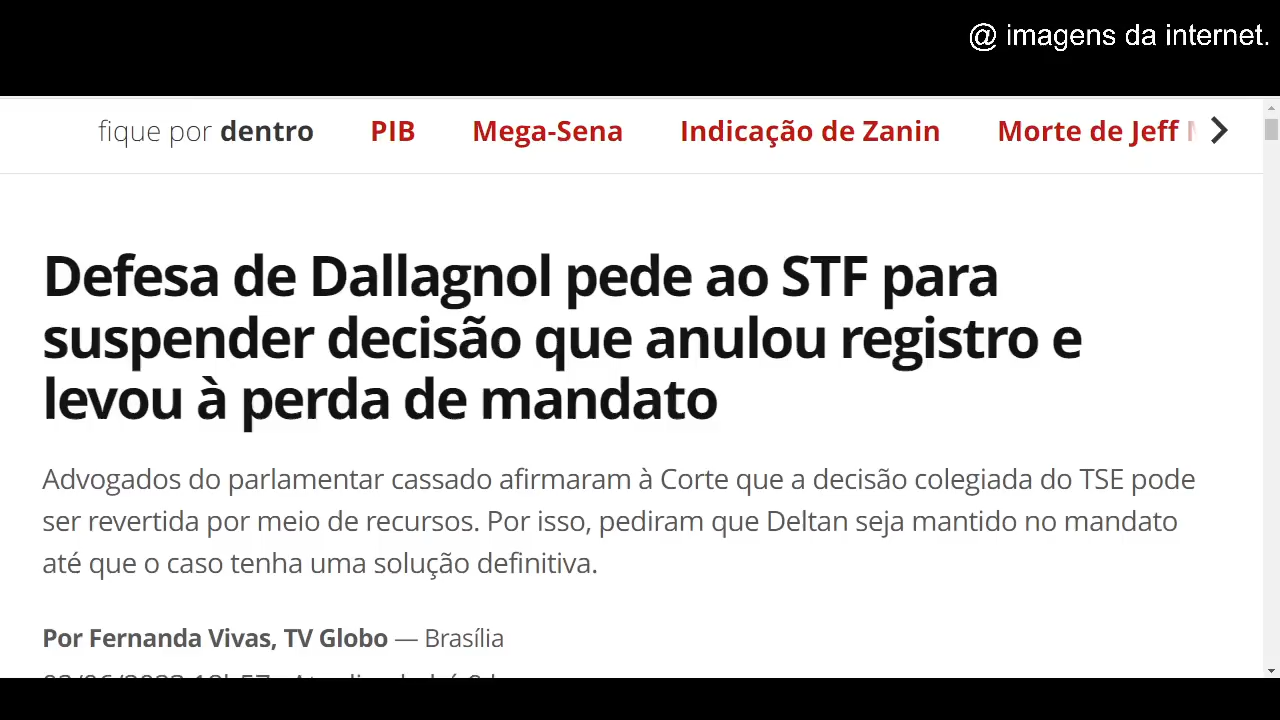 @ imagens da internet.
fique por dentro PIB Mega-Sena Indicação de Zanin Morte de Jeff
Defesa de Dallagnol pede ao STF para
suspender decisão que anulou registro e
levou à perda de mandato
Advogados do parlamentar cassado afirmaram à Corte que a decisão colegiada do TSE pode
ser revertida por meio de recursos. Por isso, pediram que Deltan seja mantido no mandato
até que o caso tenha uma solução definitiva.
Por Fernanda Vivas, TV Globo — Brasília